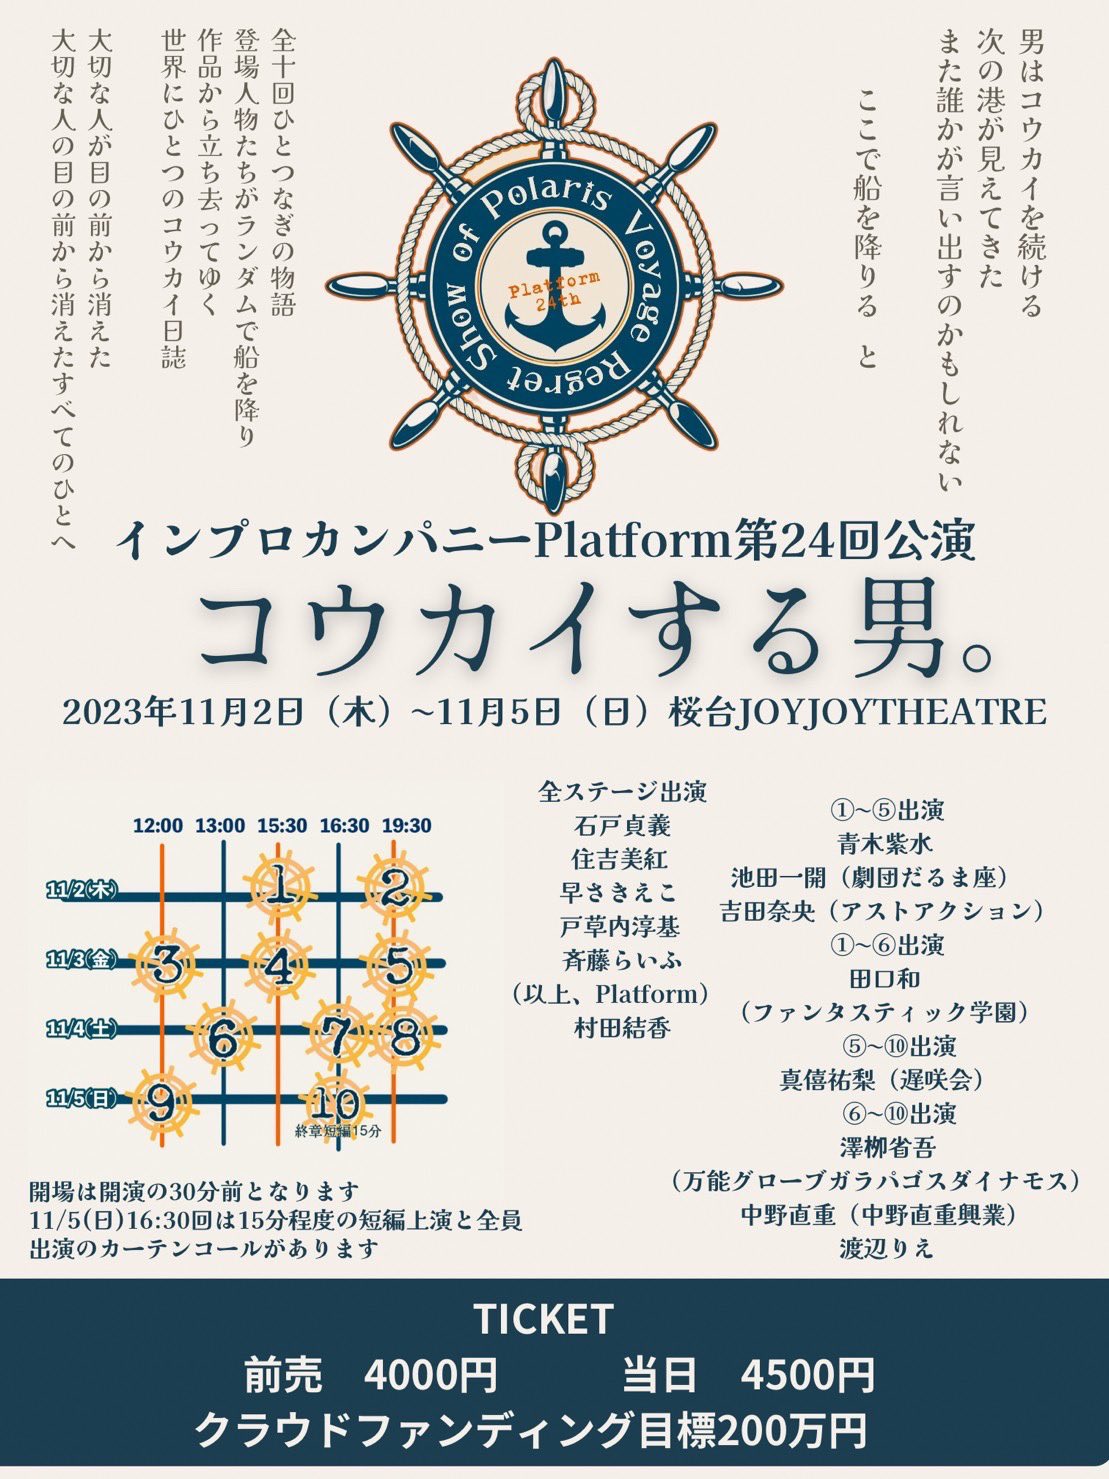 男はコウカイを続ける
次の港が見えてきた
また誰かが言い出すのかもしれない
ここで船を降りる　と
全十回ひとつなぎの物語
登場人物たちがランダムで船を降り
作品から立ち去ってゆく
世界にひとつのコウカイ日誌
大切な人が目の前から消えた
大切な人の目の前から消えたすべてのひとへ
Show of Polaris Voyage Regret
Platform
24th
インプロカンパニーPlatform第24回公演
コウカイする男。
2023年11月2日（木）~11月5日（日）桜台JOYJOYTHEATRE
12:00 13:00 15:30 16:30 19:30
11/2(木) 1 2
11/3(金) 3 4 5
11/4(土) 6 7 8
11/5(日) 9 10
終章短編15分
開場は開演の30分前となります
11/5(日)16:30回は15分程度の短編上演と全員
出演のカーテンコールがあります
全ステージ出演
石戸貞義
住吉美紅
早さきえこ
戸草内淳基
斉藤らいふ
（以上、Platform）
村田結香
①~⑤出演
青木紫水
池田一開（劇団だるま座）
吉田奈央（アストアクション）
①~⑥出演
田口和
（ファンタスティック学園）
⑤~⑩出演
真僖祐梨（遅咲会）
⑥~⑩出演
澤柳省吾
（万能グローブガラパゴスダイナモス）
中野直重（中野直重興業）
渡辺りえ
TICKET
前売　4000円　当日　4500円
クラウドファンディング目標200万円